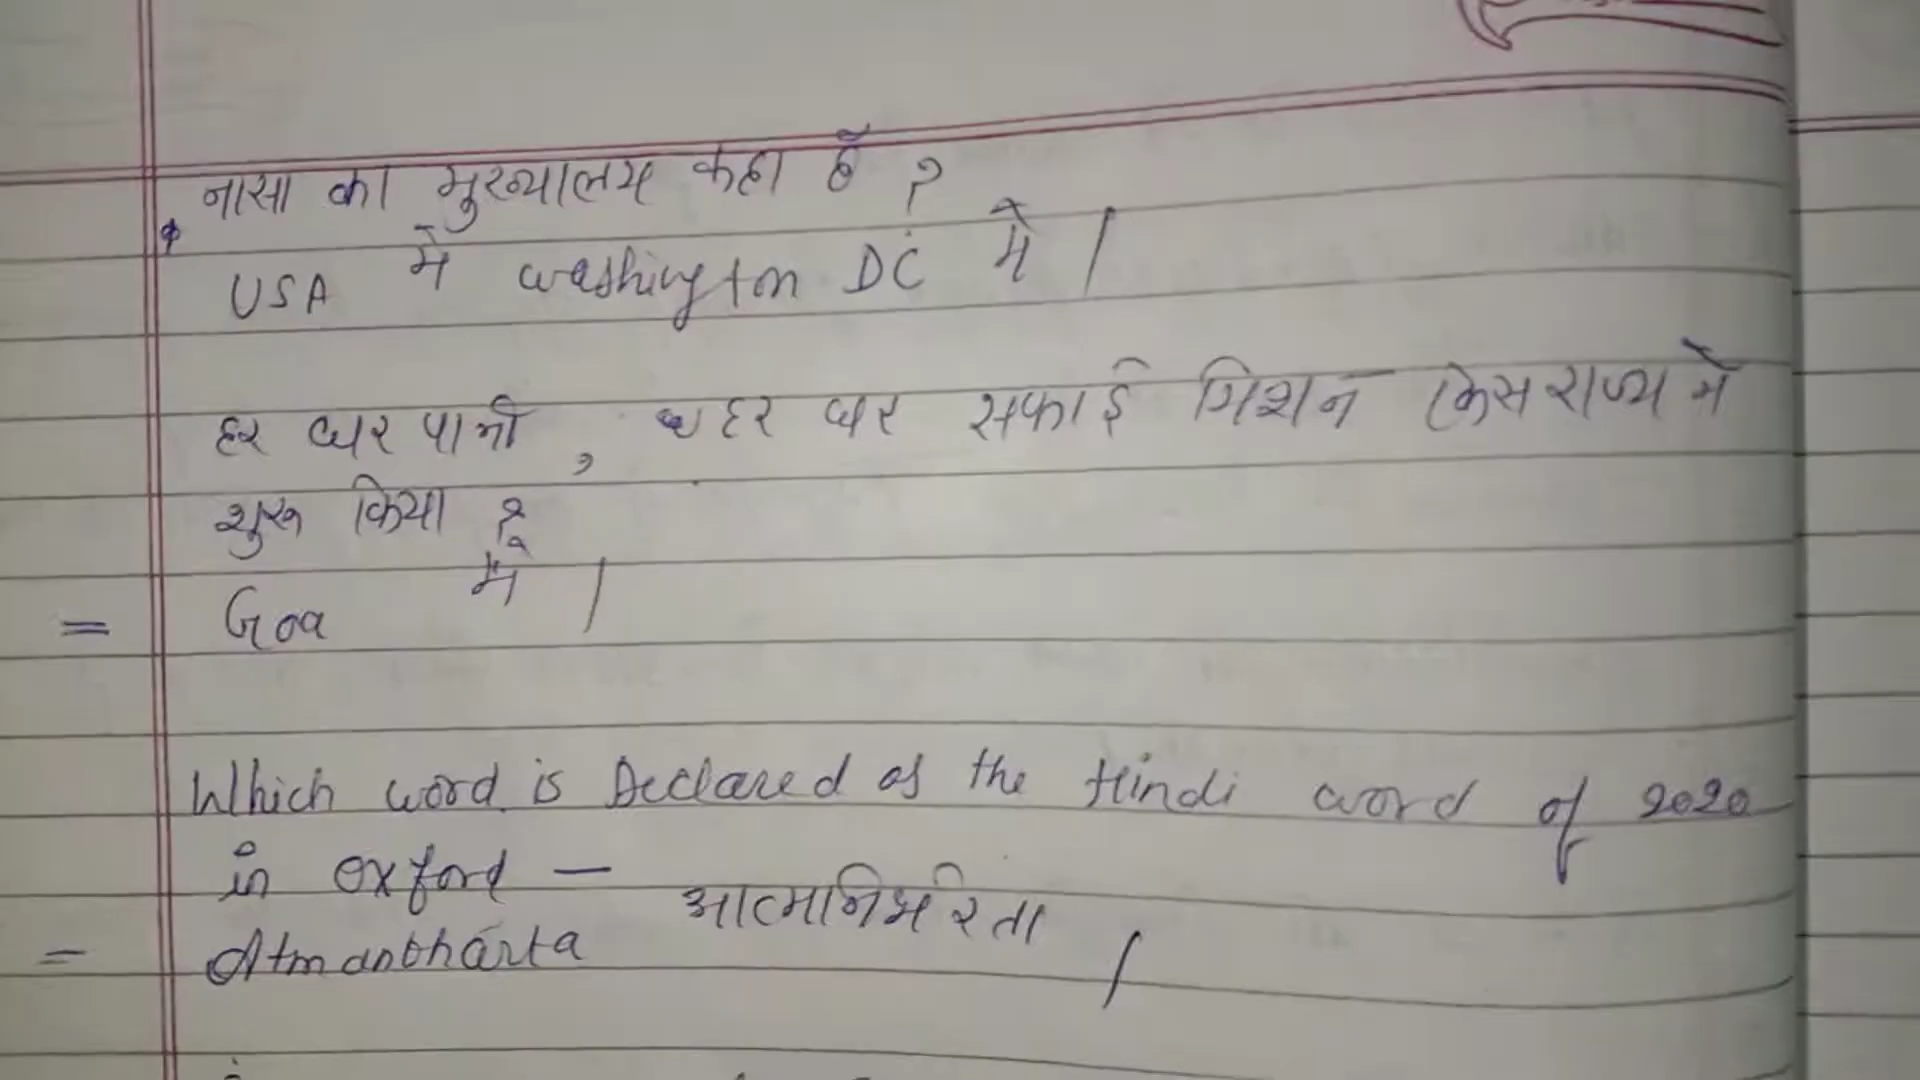 नासा का मुख्यालय कहा है ?
USA में washington DC में |
हर घर पानी , हर घर सफाई मिशन किस राज्य में
शुरू किया ?
= Goa में |
Which word is Declared as the Hindi word of 2020
in oxford —
= Atmanbharta आत्मानिर्भरता |